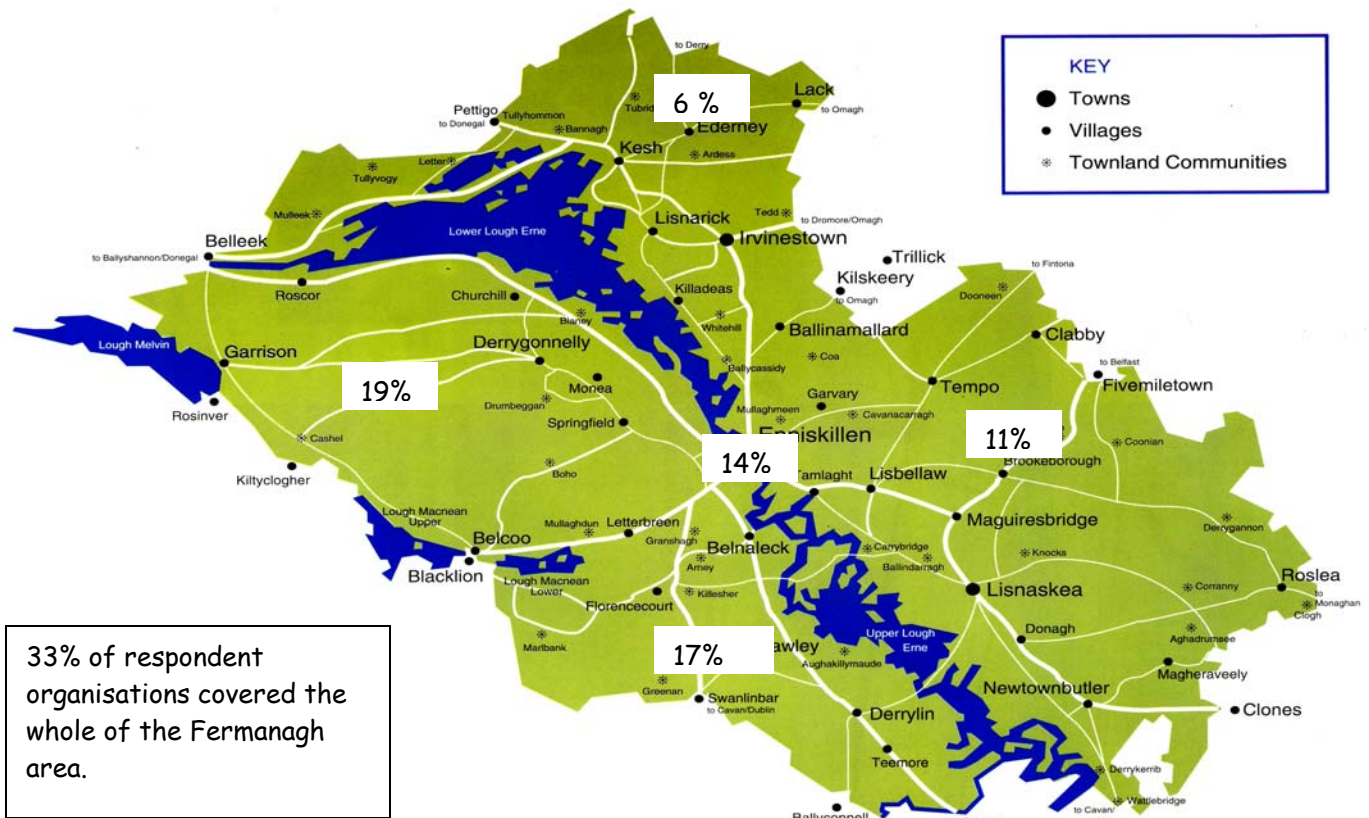 KEY
Towns
Villages
Townland Communities
to Derry
6 %
Lack
to Omagh
Pettigo
Tullyhommon
to Donegal
Bannagh
Ederney
Kesh
Ardess
Letter
Tullyvogy
Mulleek
Lisnarick
Tedd
to Dromore/Omagh
Lower Lough Erne
Irvinestown
Belleek
to Ballyshannon/Donegal
Trillick
Kilskeery
to Omagh
to Fintona
Roscor
Churchill
Killadeas
Dooneen
Blaney
Whitehill
Ballinamallard
Clabby
Lough Melvin
Garrison
Derrygonnelly
Ballycassidy
Coa
to Belfast
Fivemiletown
Tempo
19%
Monea
Rosinver
Drumbeggan
Garvary
Mullaghmeen
Cavanacarragh
Springfield
Cashel
Enniskillen
11%
Coonian
14%
Brookeborough
Boho
Kiltyclogher
Tamlaght
Lisbellaw
Lough Macnean
Upper
Mullaghdun
Letterbreen
Granshagh
Maguiresbridge
Derrygannon
Belcoo
Belnaleck
Carrybridge
Knocks
Blacklion
Arney
Ballindarragh
Lough Macnean
Lower
Killesher
Lisnaskea
Corranny
Roslea
to
Monaghan
Clogh
Florencecourt
Donagh
Aghadrumsee
Marlbank
Upper Lough
Erne
17%
Aughakillymaude
Magheraveely
Greenan
Swanlinbar
to Cavan/Dublin
Newtownbutler
Clones
Derrylin
Teemore
Derrykerrib
Wattlebridge
to Cavan/
Ballyconnell
33% of respondent
organisations covered the
whole of the Fermanagh
area.